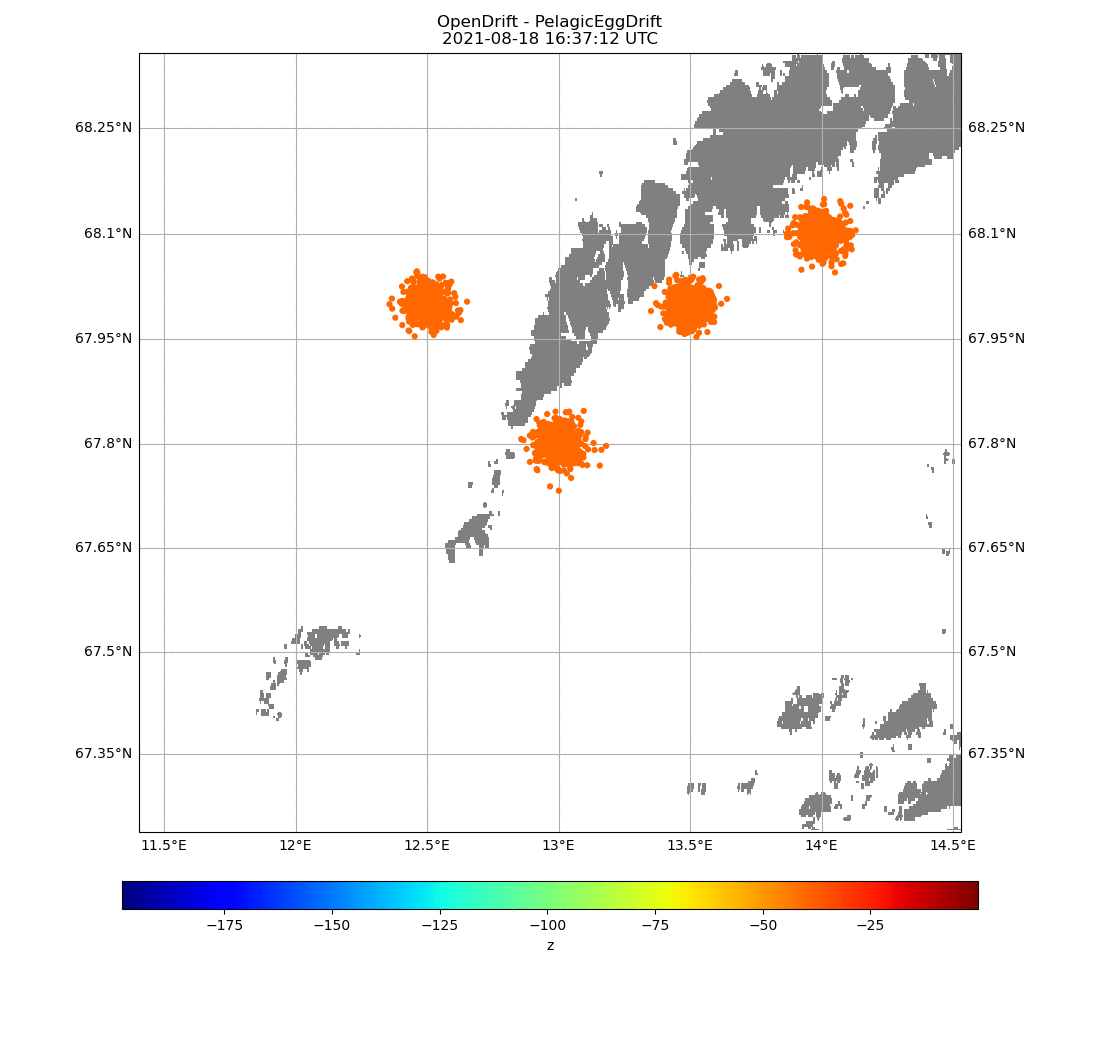 OpenDrift - PelagicEggDrift
2021-08-18 16:37:12 UTC
68.25°N 68.25°N
68.1°N 68.1°N
67.95°N 67.95°N
67.8°N 67.8°N
67.65°N 67.65°N
67.5°N 67.5°N
67.35°N 67.35°N
11.5°E 12°E 12.5°E 13°E 13.5°E 14°E 14.5°E
−175 −150 −125 −100 −75 −50 −25
z